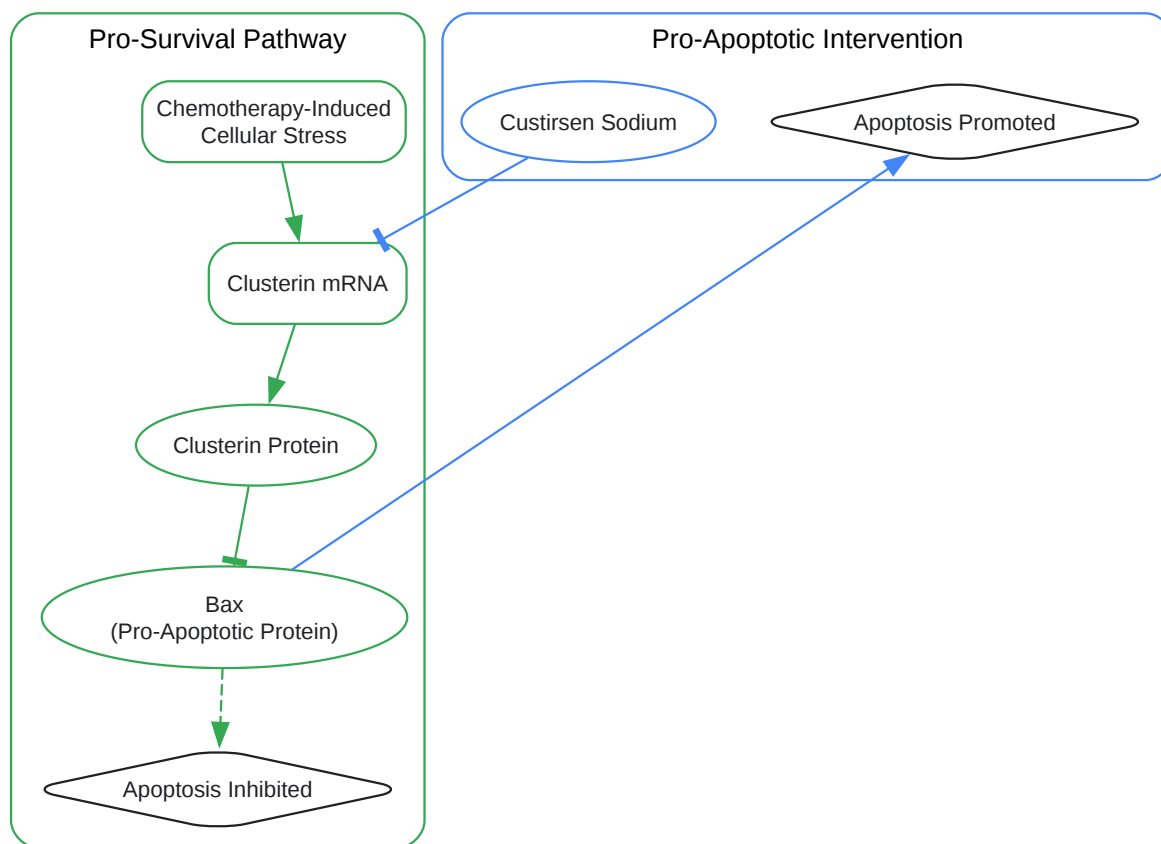 Pro-Survival Pathway
Pro-Apoptotic Intervention
Chemotherapy-Induced
Cellular Stress
Custirsen Sodium
Apoptosis Promoted
Clusterin mRNA
Clusterin Protein
Bax
(Pro-Apoptotic Protein)
Apoptosis Inhibited